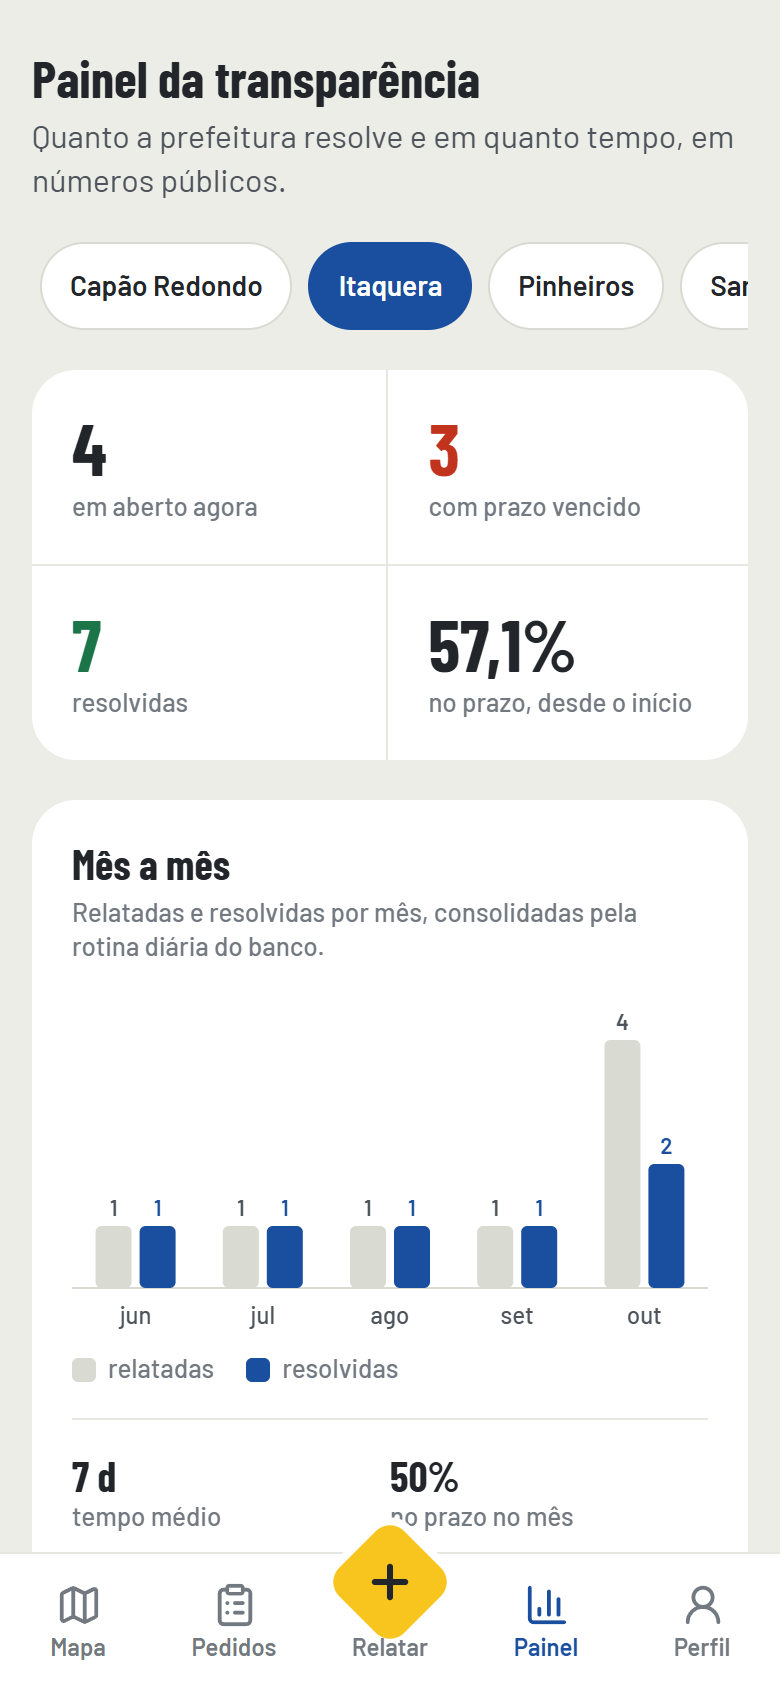 Painel da transparência
Quanto a prefeitura resolve e em quanto tempo, em
números públicos.
Capão Redondo
Itaquera
Pinheiros
4
em aberto agora
3
com prazo vencido
7
resolvidas
57,1%
no prazo, desde o início
Mês a mês
Relatadas e resolvidas por mês, consolidadas pela
rotina diária do banco.
1 1 1 1 1 1 1 1 4 2
jun jul ago set out
relatadas resolvidas
7 d
tempo médio
50%
no prazo no mês
Mapa
Pedidos
Relatar
Painel
Perfil